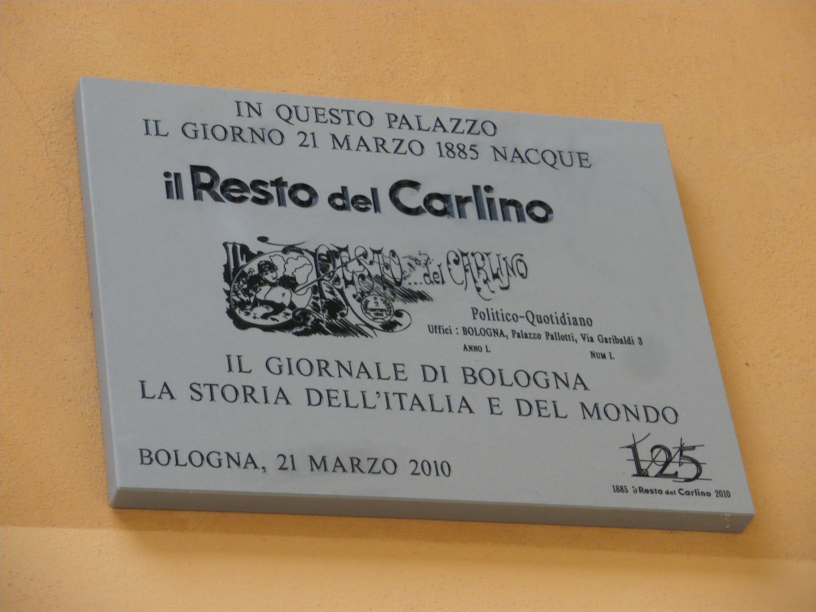 IN QUESTO PALAZZO
IL GIORNO 21 MARZO 1885 NACQUE
il Resto del Carlino
Il RESTO... del CARLINO
Politico-Quotidiano
Uffici : BOLOGNA, Palazzo Pallotti, Via Garibaldi 3
ANNO I. NUM I.
IL GIORNALE DI BOLOGNA
LA STORIA DELL'ITALIA E DEL MONDO
BOLOGNA, 21 MARZO 2010
125
1885 il Resto del Carlino 2010